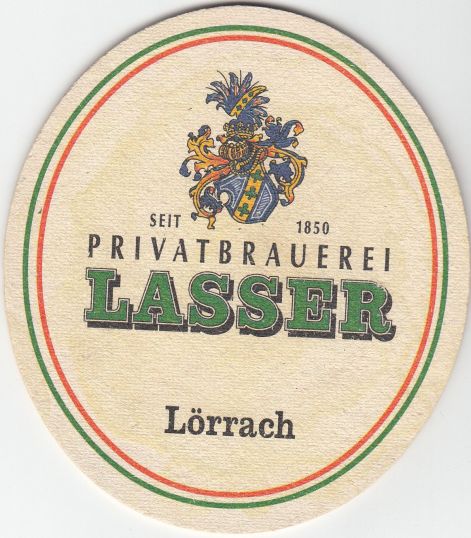 SEIT 1850
PRIVATBRAUEREI
LASSER
Lörrach